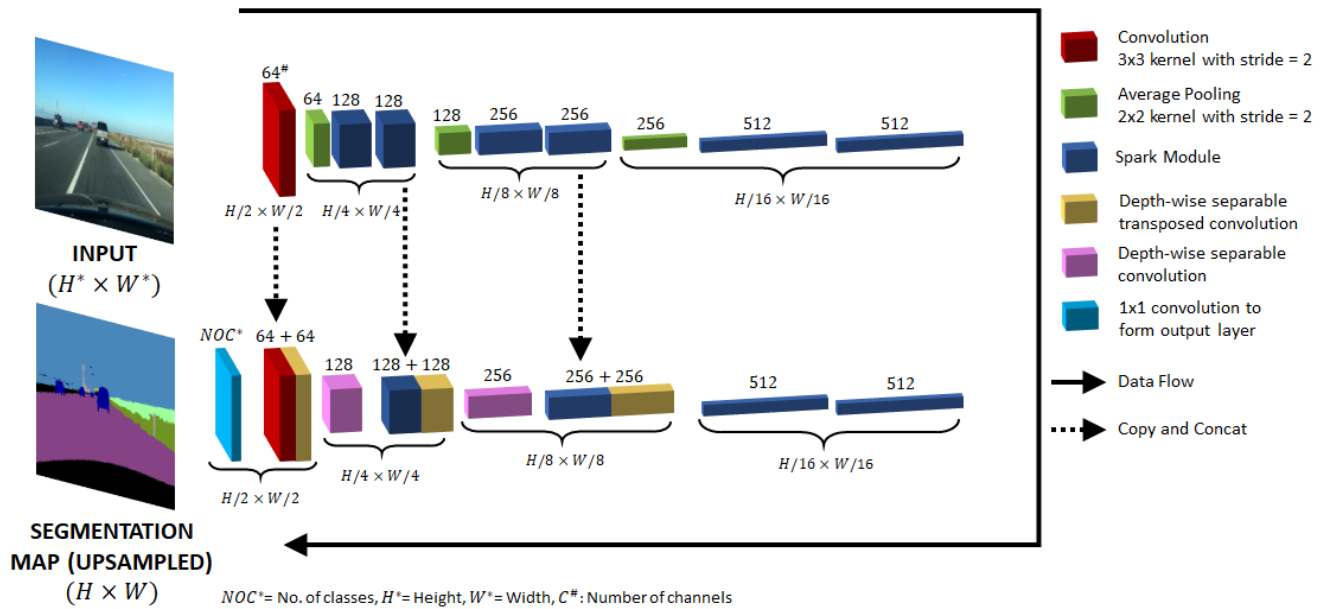 64#
64
128
128
128
256
256
256
512
512
H/2 × W/2
H/4 × W/4
H/8 × W/8
H/16 × W/16
INPUT
(H* × W*)
NOC*
64 + 64
128
128 + 128
256
256 + 256
512
512
H/2 × W/2
H/4 × W/4
H/8 × W/8
H/16 × W/16
SEGMENTATION
MAP (UPSAMPLED)
(H × W)
Convolution
3x3 kernel with stride = 2
Average Pooling
2x2 kernel with stride = 2
Spark Module
Depth-wise separable
transposed convolution
Depth-wise separable
convolution
1x1 convolution to
form output layer
Data Flow
Copy and Concat
NOC*= No. of classes, H*= Height, W*= Width, C#: Number of channels